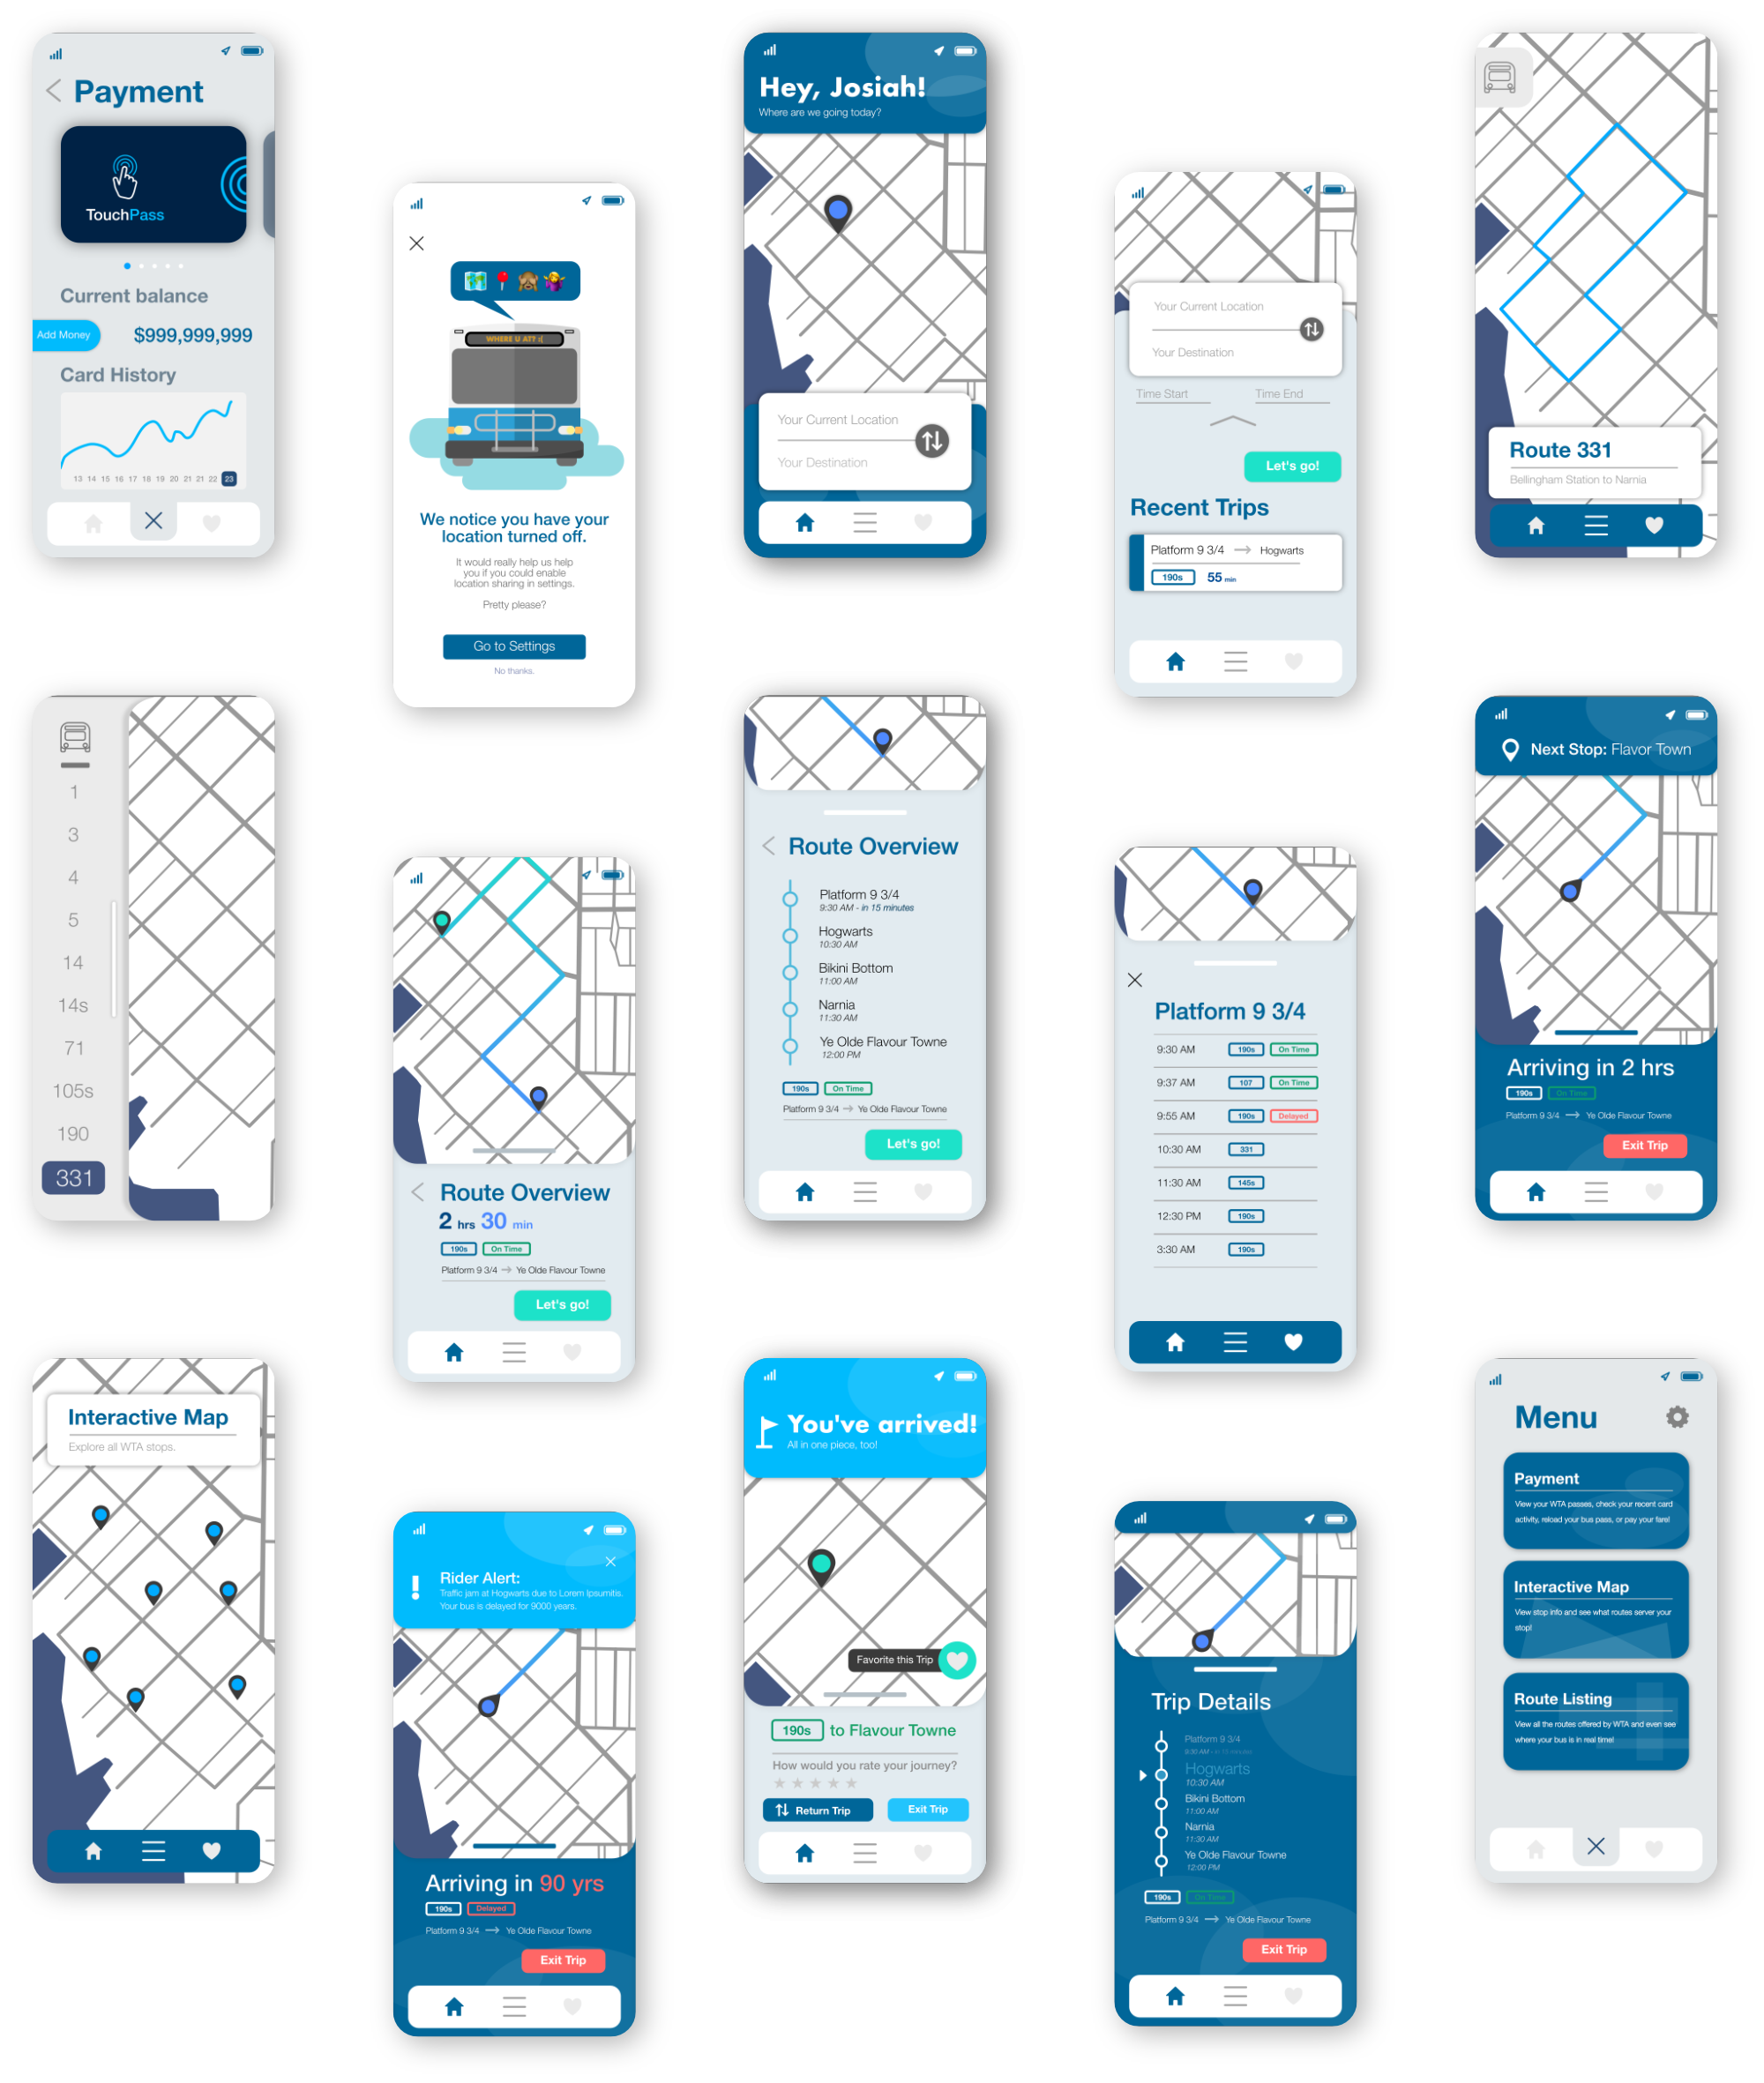 Payment
TouchPass
Current balance
Add Money
$999,999,999
Card History
13 14 15 16 17 18 19 20 21 21 22 23
WHERE U AT? :(
We notice you have your
location turned off.
It would really help us help
you if you could enable
location sharing in settings.
Pretty please?
Go to Settings
No thanks.
Hey, Josiah!
Where are we going today?
Your Current Location
Your Destination
Your Current Location
Your Destination
Time Start Time End
Let's go!
Recent Trips
Platform 9 3/4 → Hogwarts
190s 55 min
Route 331
Bellingham Station to Narnia
1
3
4
5
14
14s
71
105s
190
331
Route Overview
2 hrs 30 min
190s On Time
Platform 9 3/4 → Ye Olde Flavour Towne
Let's go!
Route Overview
Platform 9 3/4
9:30 AM - in 15 minutes
Hogwarts
10:30 AM
Bikini Bottom
11:00 AM
Narnia
11:30 AM
Ye Olde Flavour Towne
12:00 PM
190s On Time
Platform 9 3/4 → Ye Olde Flavour Towne
Let's go!
Platform 9 3/4
9:30 AM 190s On Time
9:37 AM 107 On Time
9:55 AM 190s Delayed
10:30 AM 331
11:30 AM 145s
12:30 PM 190s
3:30 AM 190s
Next Stop: Flavor Town
Arriving in 2 hrs
190s On Time
Platform 9 3/4 → Ye Olde Flavour Towne
Exit Trip
Interactive Map
Explore all WTA stops.
Rider Alert:
Traffic jam at Hogwarts due to Lorem Ipsumitis.
Your bus is delayed for 9000 years.
Arriving in 90 yrs
190s Delayed
Platform 9 3/4 → Ye Olde Flavour Towne
Exit Trip
You've arrived!
All in one piece, too!
Favorite this Trip
190s to Flavour Towne
How would you rate your journey?
Return Trip Exit Trip
Trip Details
Platform 9 3/4
9:30 AM - in 15 minutes
Hogwarts
10:30 AM
Bikini Bottom
11:00 AM
Narnia
11:30 AM
Ye Olde Flavour Towne
12:00 PM
190s On Time
Platform 9 3/4 → Ye Olde Flavour Towne
Exit Trip
Menu
Payment
View your WTA passes, check your recent card
activity, reload your bus pass, or pay your fare!
Interactive Map
View stop info and see what routes server your
stop!
Route Listing
View all the routes offered by WTA and even see
where your bus is in real time!